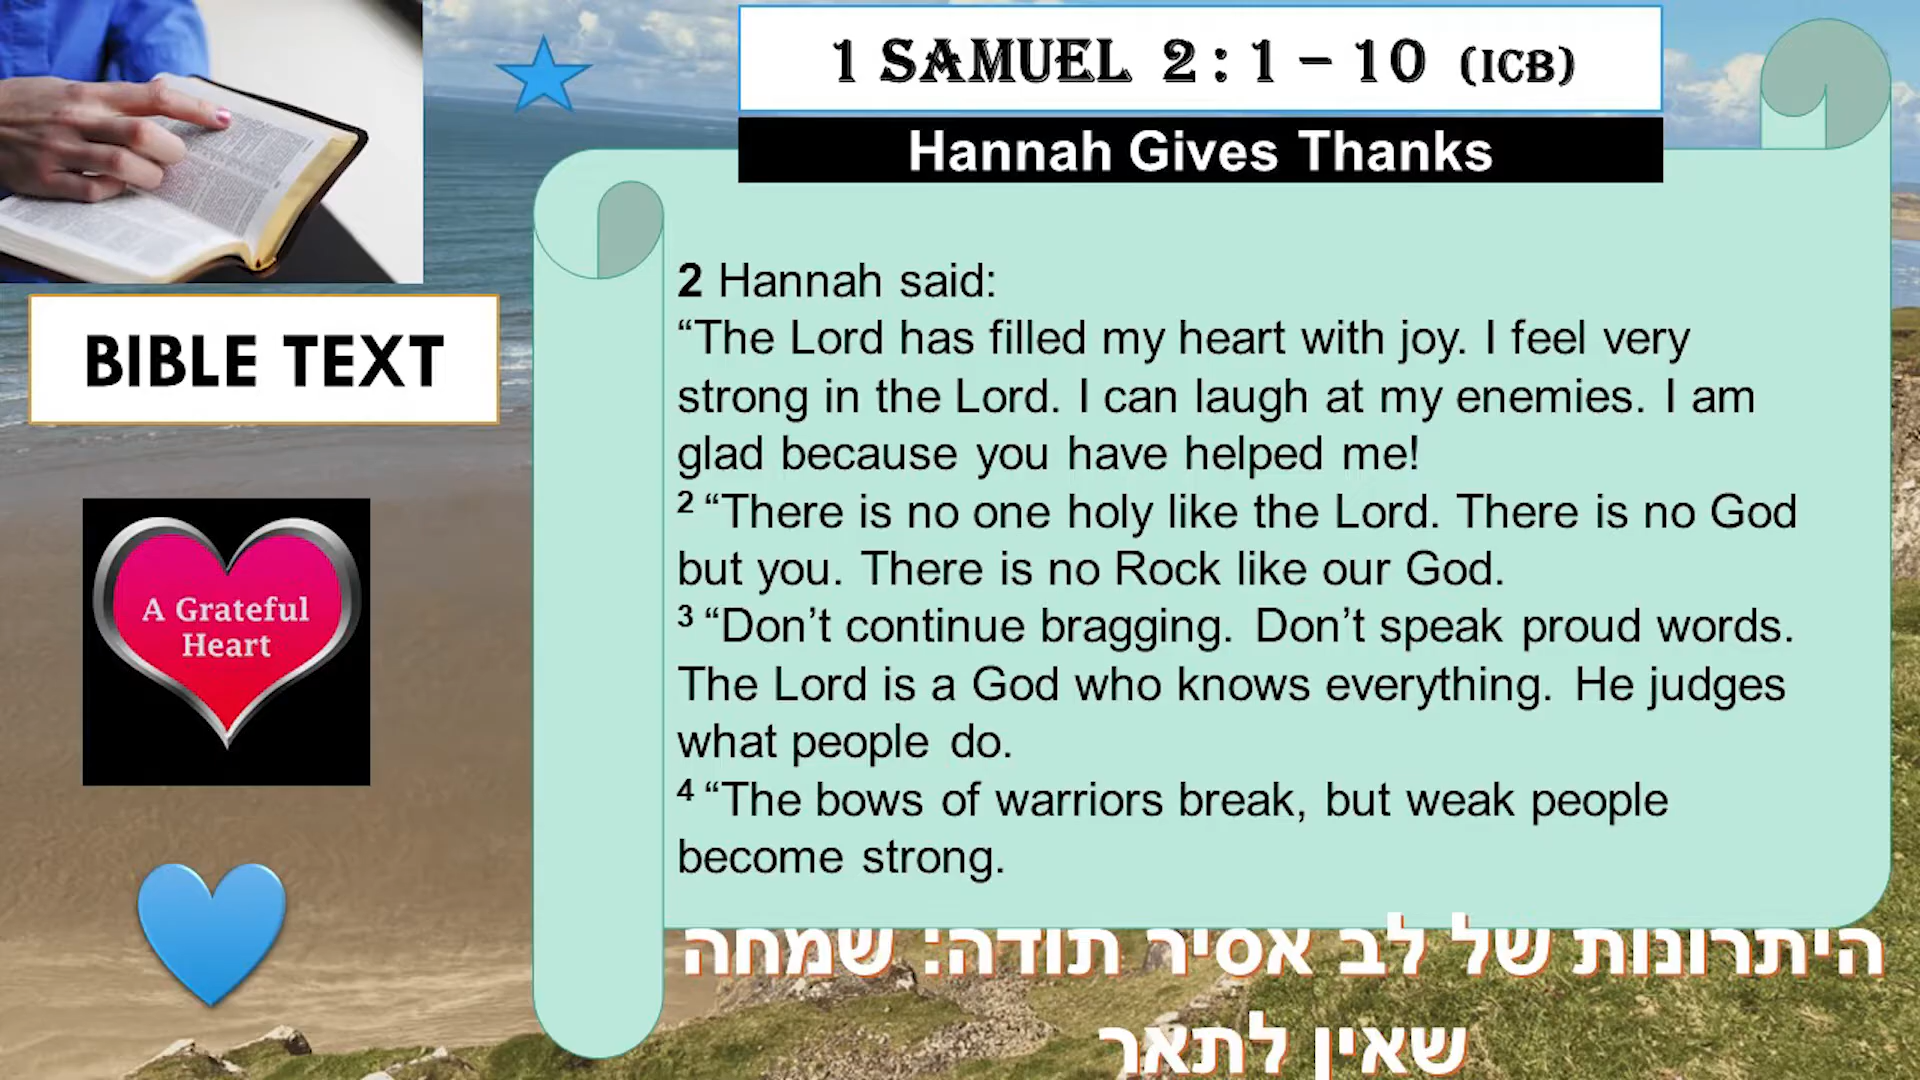 1 SAMUEL 2:1 – 10 (ICB)
Hannah Gives Thanks
BIBLE TEXT
A Grateful
Heart
2 Hannah said:
“The Lord has filled my heart with joy. I feel very
strong in the Lord. I can laugh at my enemies. I am
glad because you have helped me!
2 “There is no one holy like the Lord. There is no God
but you. There is no Rock like our God.
3 “Don’t continue bragging. Don’t speak proud words.
The Lord is a God who knows everything. He judges
what people do.
4 “The bows of warriors break, but weak people
become strong.
היתרונות של לב אסיר תודה: שמחה
שאין לתאר